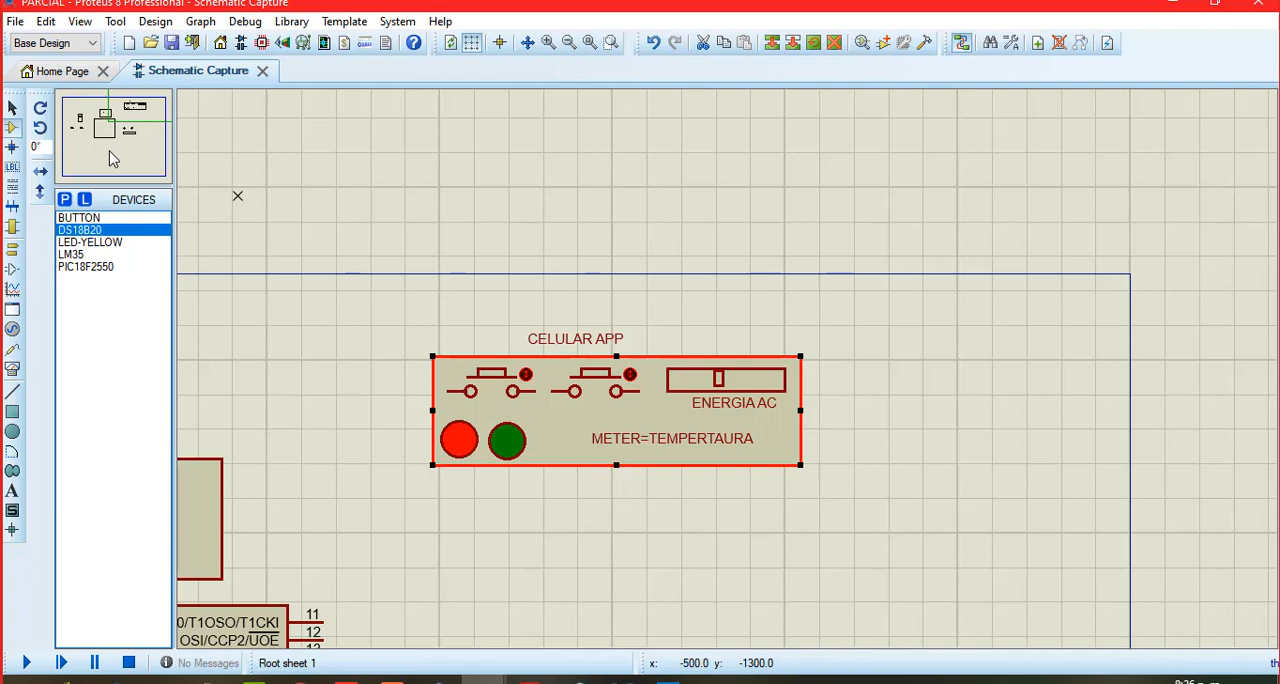 PARCIAL - Proteus 8 Professional - Schematic Capture
File Edit View Tool Design Graph Debug Library Template System Help
Base Design
Home Page
Schematic Capture
LBL
0°
P L DEVICES
BUTTON
DS18B20
LED-YELLOW
LM35
PIC18F2550
CELULAR APP
ENERGIA AC
METER=TEMPERTAURA
0/T1OSO/T1CKI 11
OSI/CCP2/UOE 12
A
S
No Messages Root sheet 1 x: -500.0 y: -1300.0 th